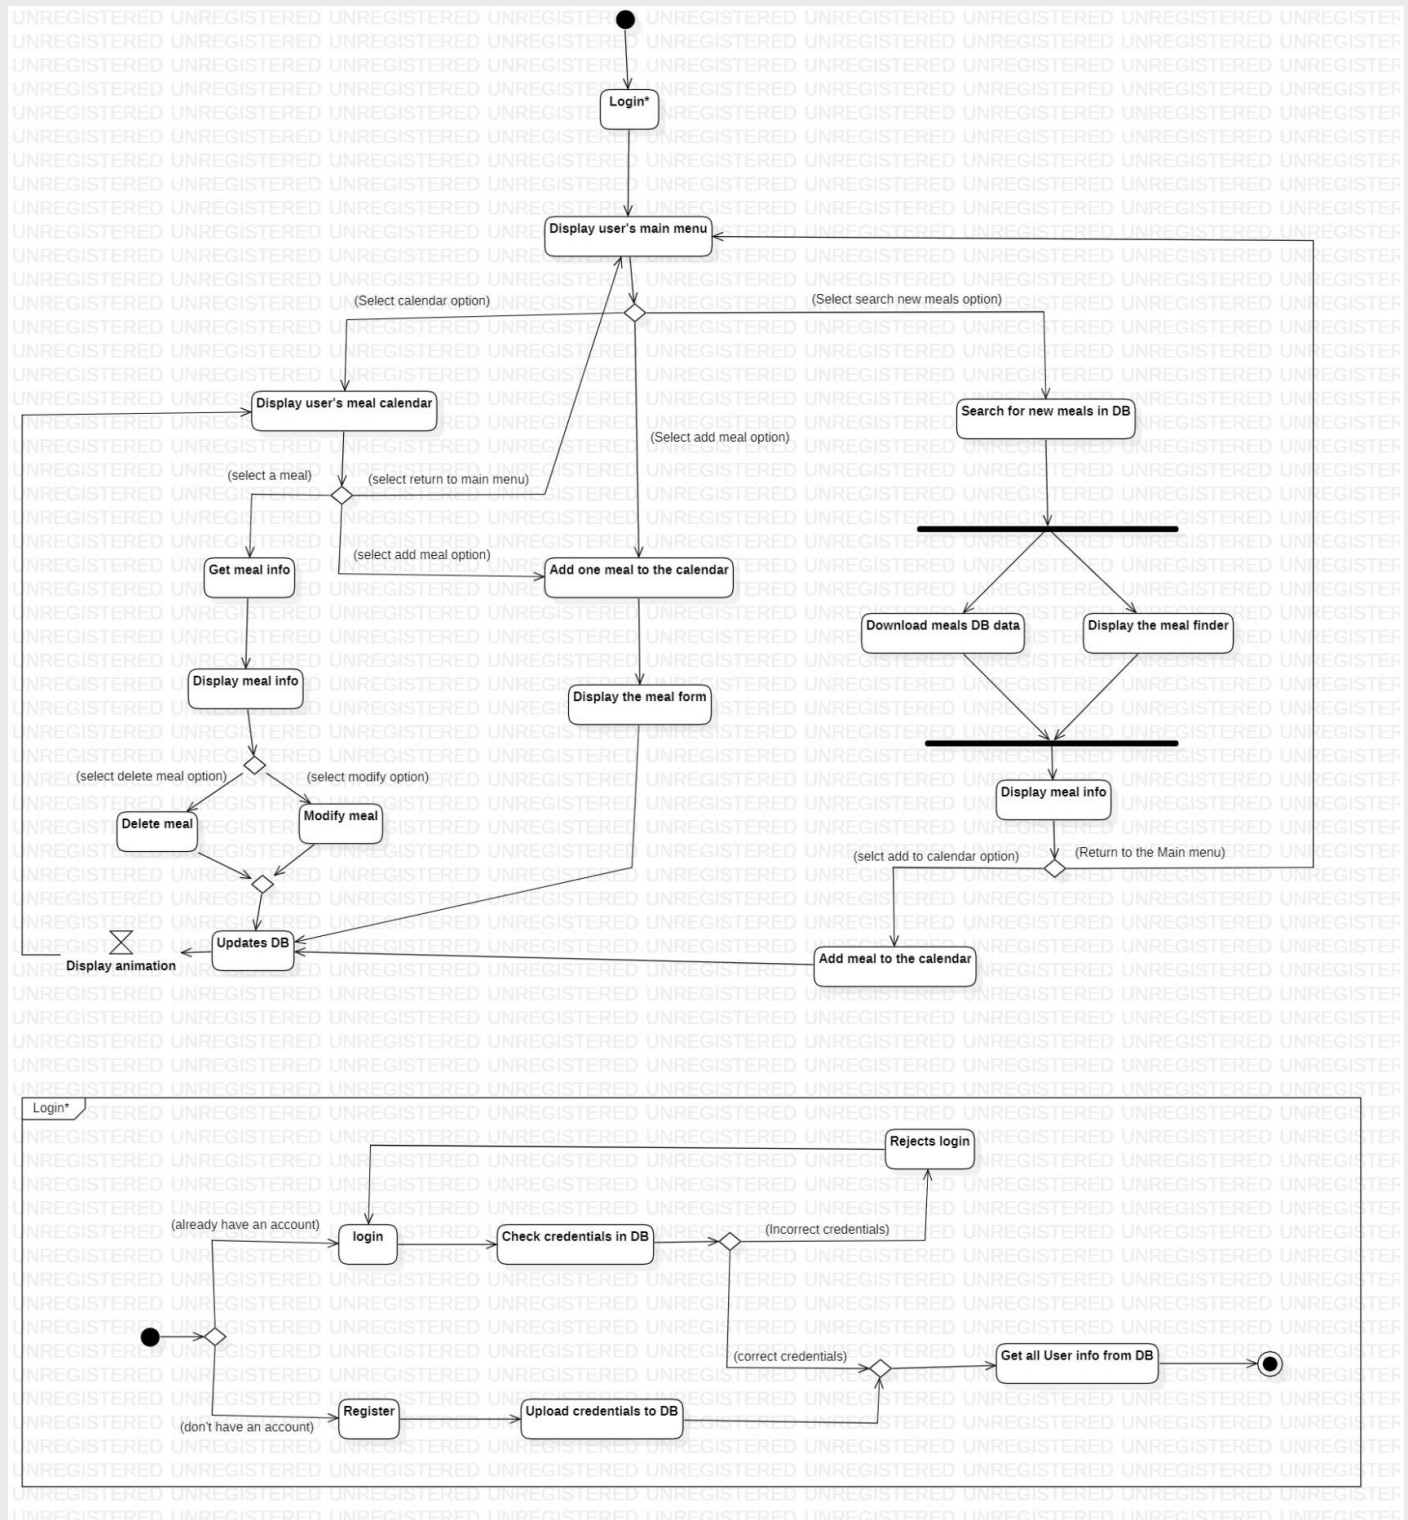 Login*
Display user's main menu
(Select calendar option)
(Select search new meals option)
Display user's meal calendar
Search for new meals in DB
(Select add meal option)
(select a meal)
(select return to main menu)
(select add meal option)
Get meal info
Add one meal to the calendar
Download meals DB data
Display the meal finder
Display meal info
Display the meal form
(select delete meal option)
(select modify option)
Delete meal
Modify meal
Display meal info
(selct add to calendar option)
(Return to the Main menu)
Updates DB
Display animation
Add meal to the calendar
Login*
Rejects login
(already have an account)
login
Check credentials in DB
(Incorrect credentials)
(correct credentials)
Get all User info from DB
Register
Upload credentials to DB
(don't have an account)
UNREGISTERED